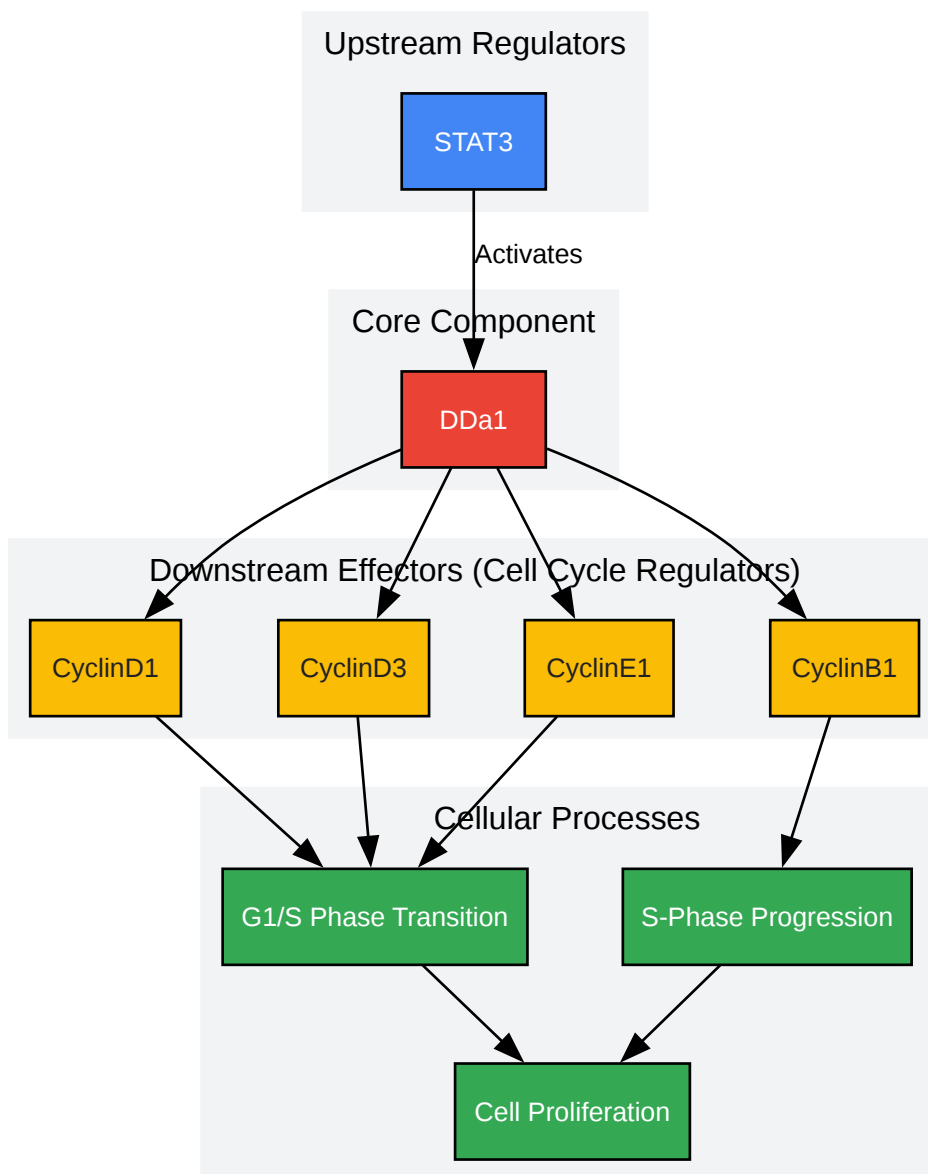 Upstream Regulators
STAT3
Activates
Core Component
DDa1
Downstream Effectors (Cell Cycle Regulators)
CyclinD1
CyclinD3
CyclinE1
CyclinB1
Cellular Processes
G1/S Phase Transition
S-Phase Progression
Cell Proliferation